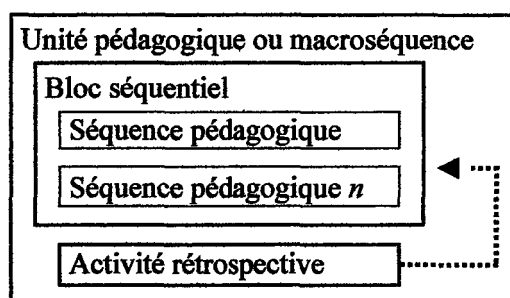 Unité pédagogique ou macroséquence
Bloc séquentiel
Séquence pédagogique
Séquence pédagogique n
Activité rétrospective